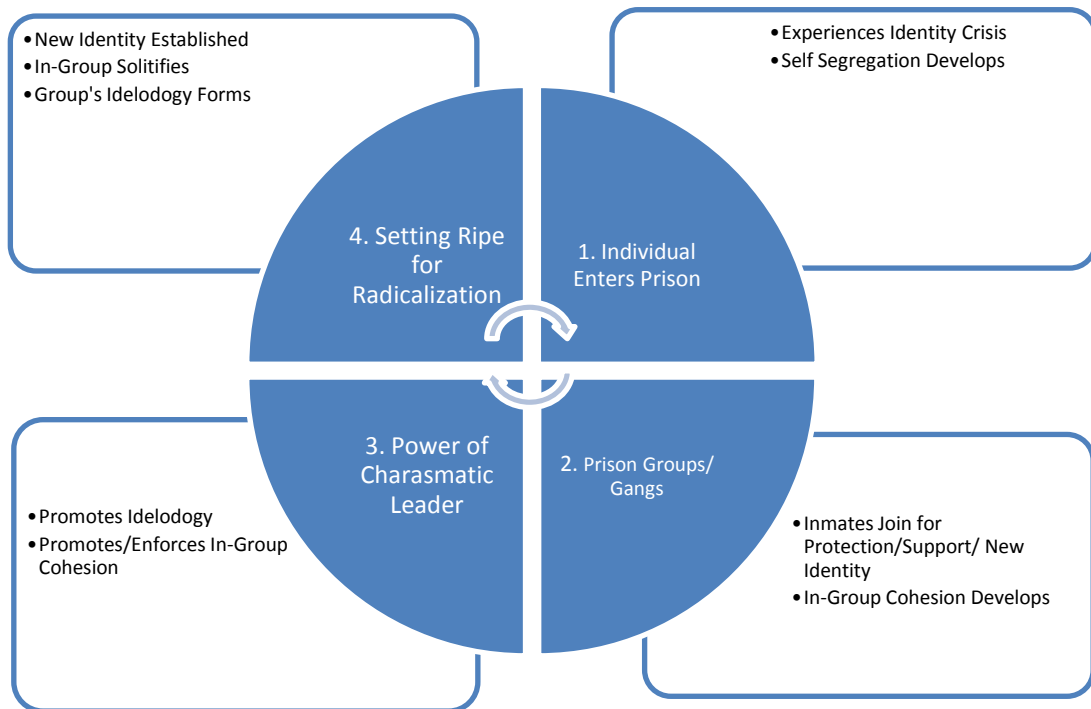 •New Identity Established
•In-Group Solitifies
•Group's Idelodogy Forms
•Experiences Identity Crisis
•Self Segregation Develops
4. Setting Ripe
for
Radicalization
1. Individual
Enters Prison
3. Power of
Charasmatic
Leader
2. Prison Groups/
Gangs
•Promotes Idelodogy
•Promotes/Enforces In-Group
Cohesion
•Inmates Join for
Protection/Support/ New
Identity
•In-Group Cohesion Develops